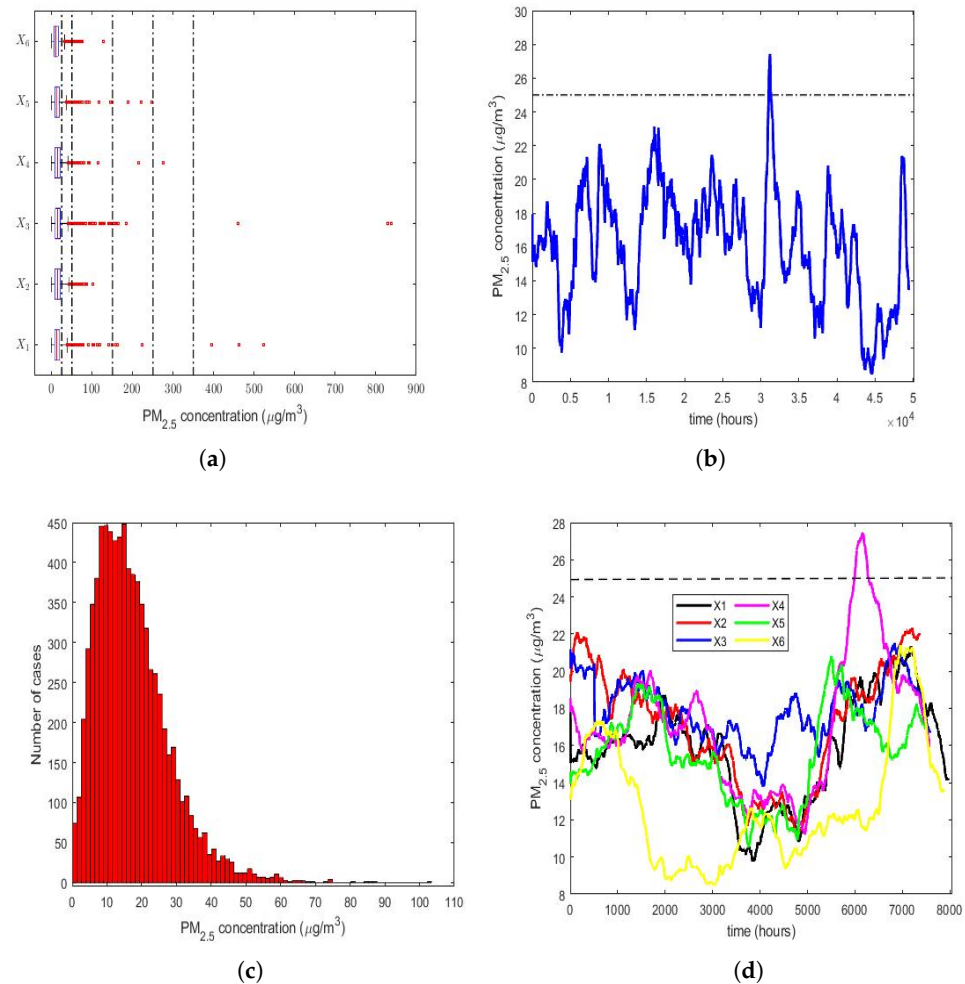 X6
X5
X4
X3
X2
X1
0 100 200 300 400 500 600 700 800 900
PM2.5 concentration (μg/m3)
(a)
30
28
26
24
22
20
18
16
14
12
10
8
PM2.5 concentration (μg/m3)
0 0.5 1 1.5 2 2.5 3 3.5 4 4.5 5
time (hours)
×104
(b)
450
400
350
300
250
200
150
100
50
0
Number of cases
0 10 20 30 40 50 60 70 80 90 100 110
PM2.5 concentration (μg/m3)
(c)
28
26
24
22
20
18
16
14
12
10
8
PM2.5 concentration (μg/m3)
X1 X4
X2 X5
X3 X6
0 1000 2000 3000 4000 5000 6000 7000 8000
time (hours)
(d)